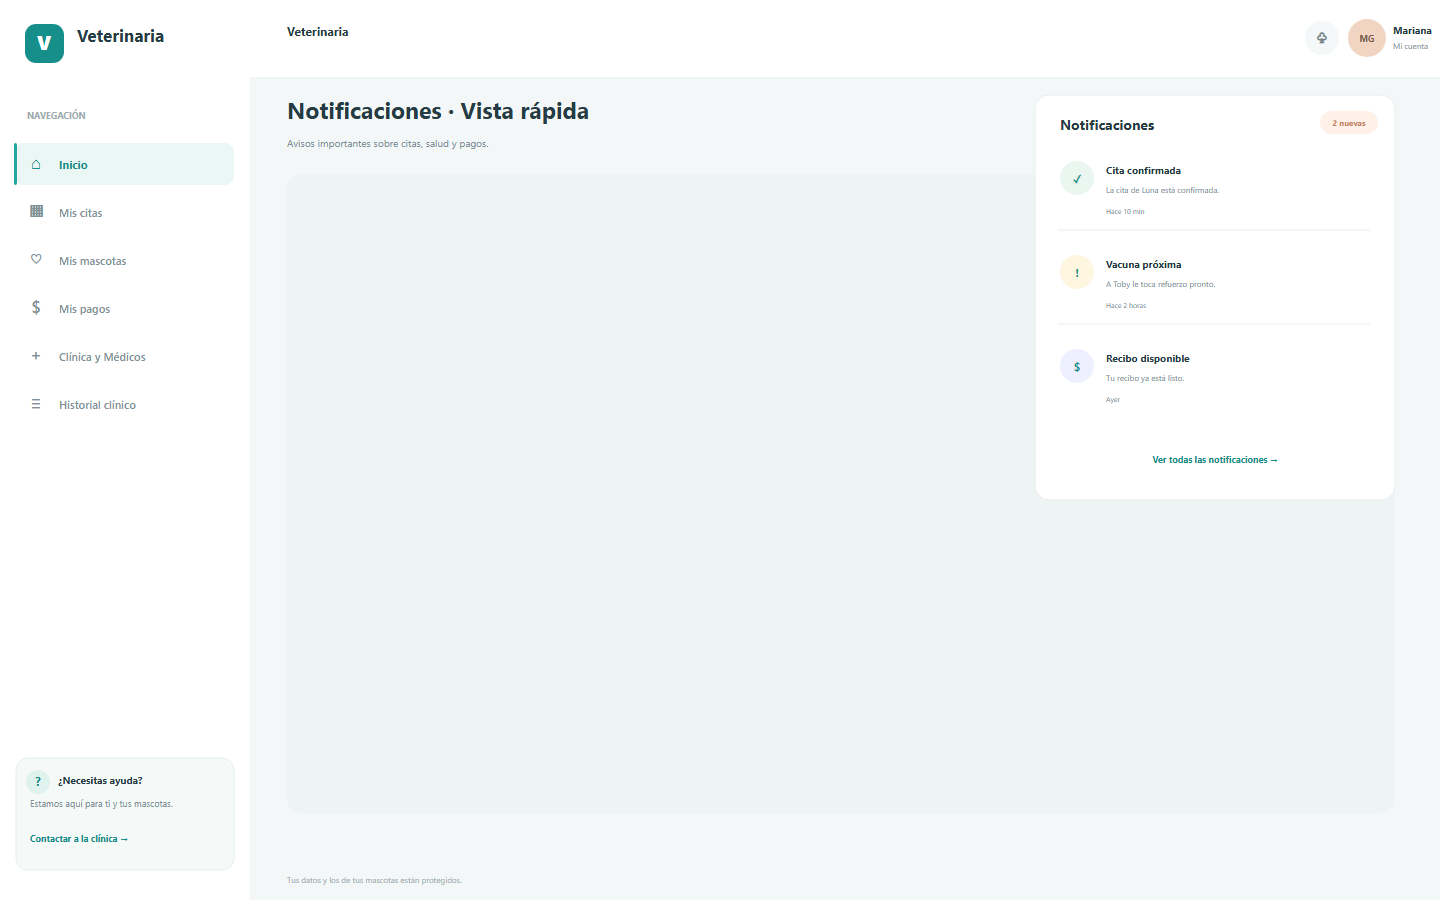 V
Veterinaria
NAVEGACIÓN
Inicio
Mis citas
Mis mascotas
$ Mis pagos
+ Clínica y Médicos
Historial clínico
? ¿Necesitas ayuda?
Estamos aquí para ti y tus mascotas.
Contactar a la clínica →
Veterinaria
MG
Mariana
Mi cuenta
Notificaciones · Vista rápida
Avisos importantes sobre citas, salud y pagos.
Notificaciones
2 nuevas
✓
Cita confirmada
La cita de Luna está confirmada.
Hace 10 min
!
Vacuna próxima
A Toby le toca refuerzo pronto.
Hace 2 horas
$
Recibo disponible
Tu recibo ya está listo.
Ayer
Ver todas las notificaciones →
Tus datos y los de tus mascotas están protegidos.